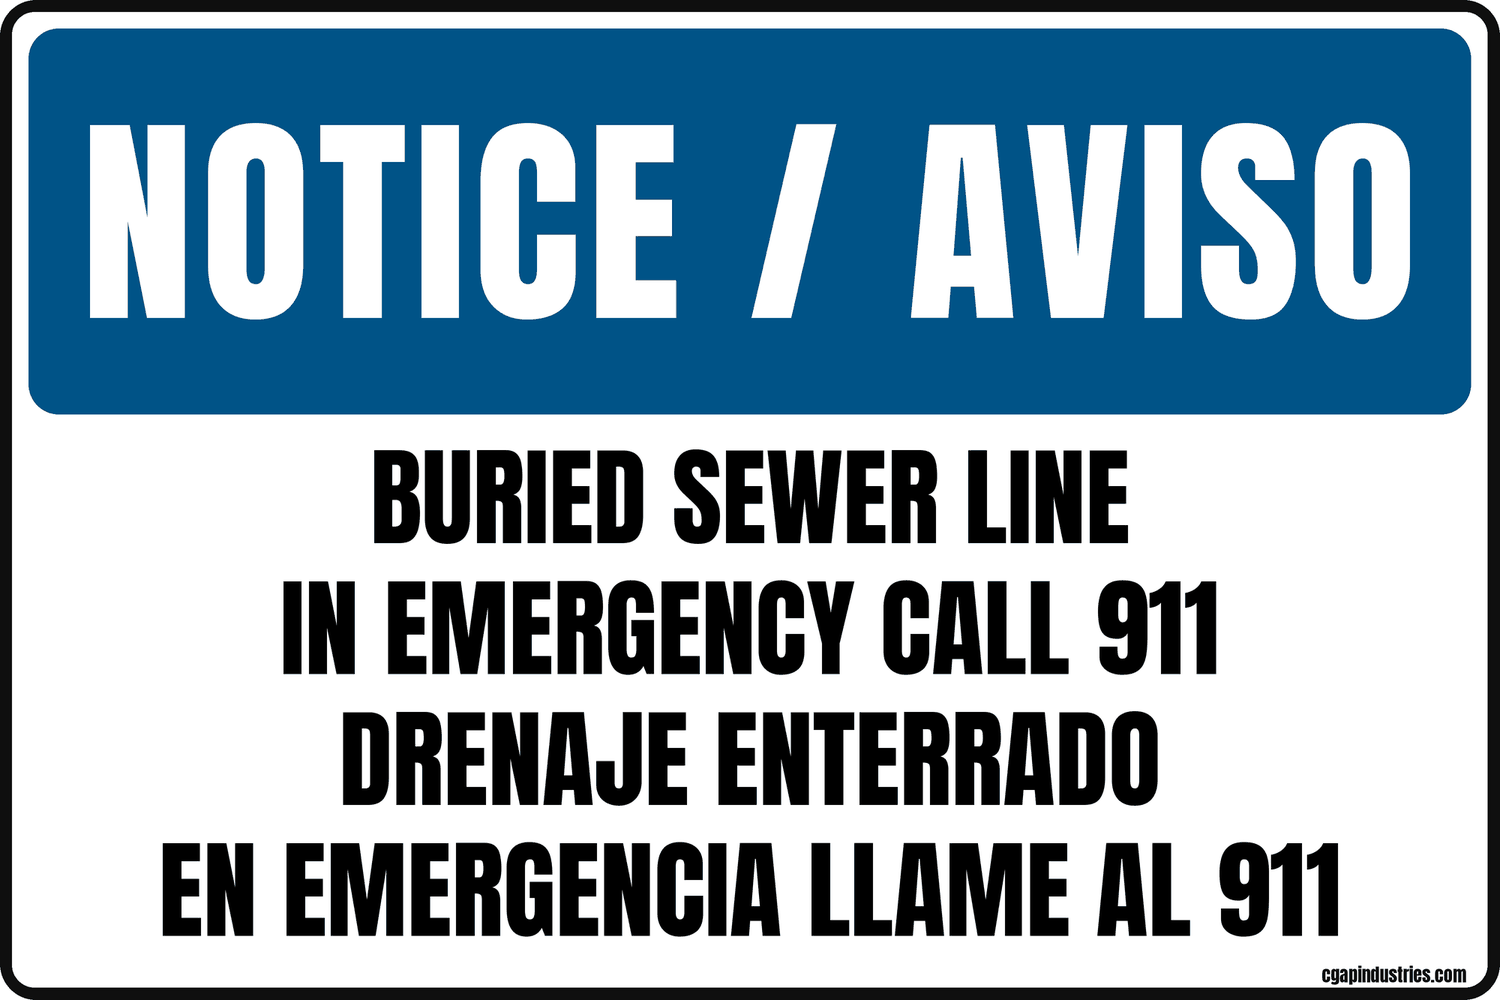 NOTICE / AVISO
BURIED SEWER LINE
IN EMERGENCY CALL 911
DRENAJE ENTERRADO
EN EMERGENCIA LLAME AL 911
cgapindustries.com